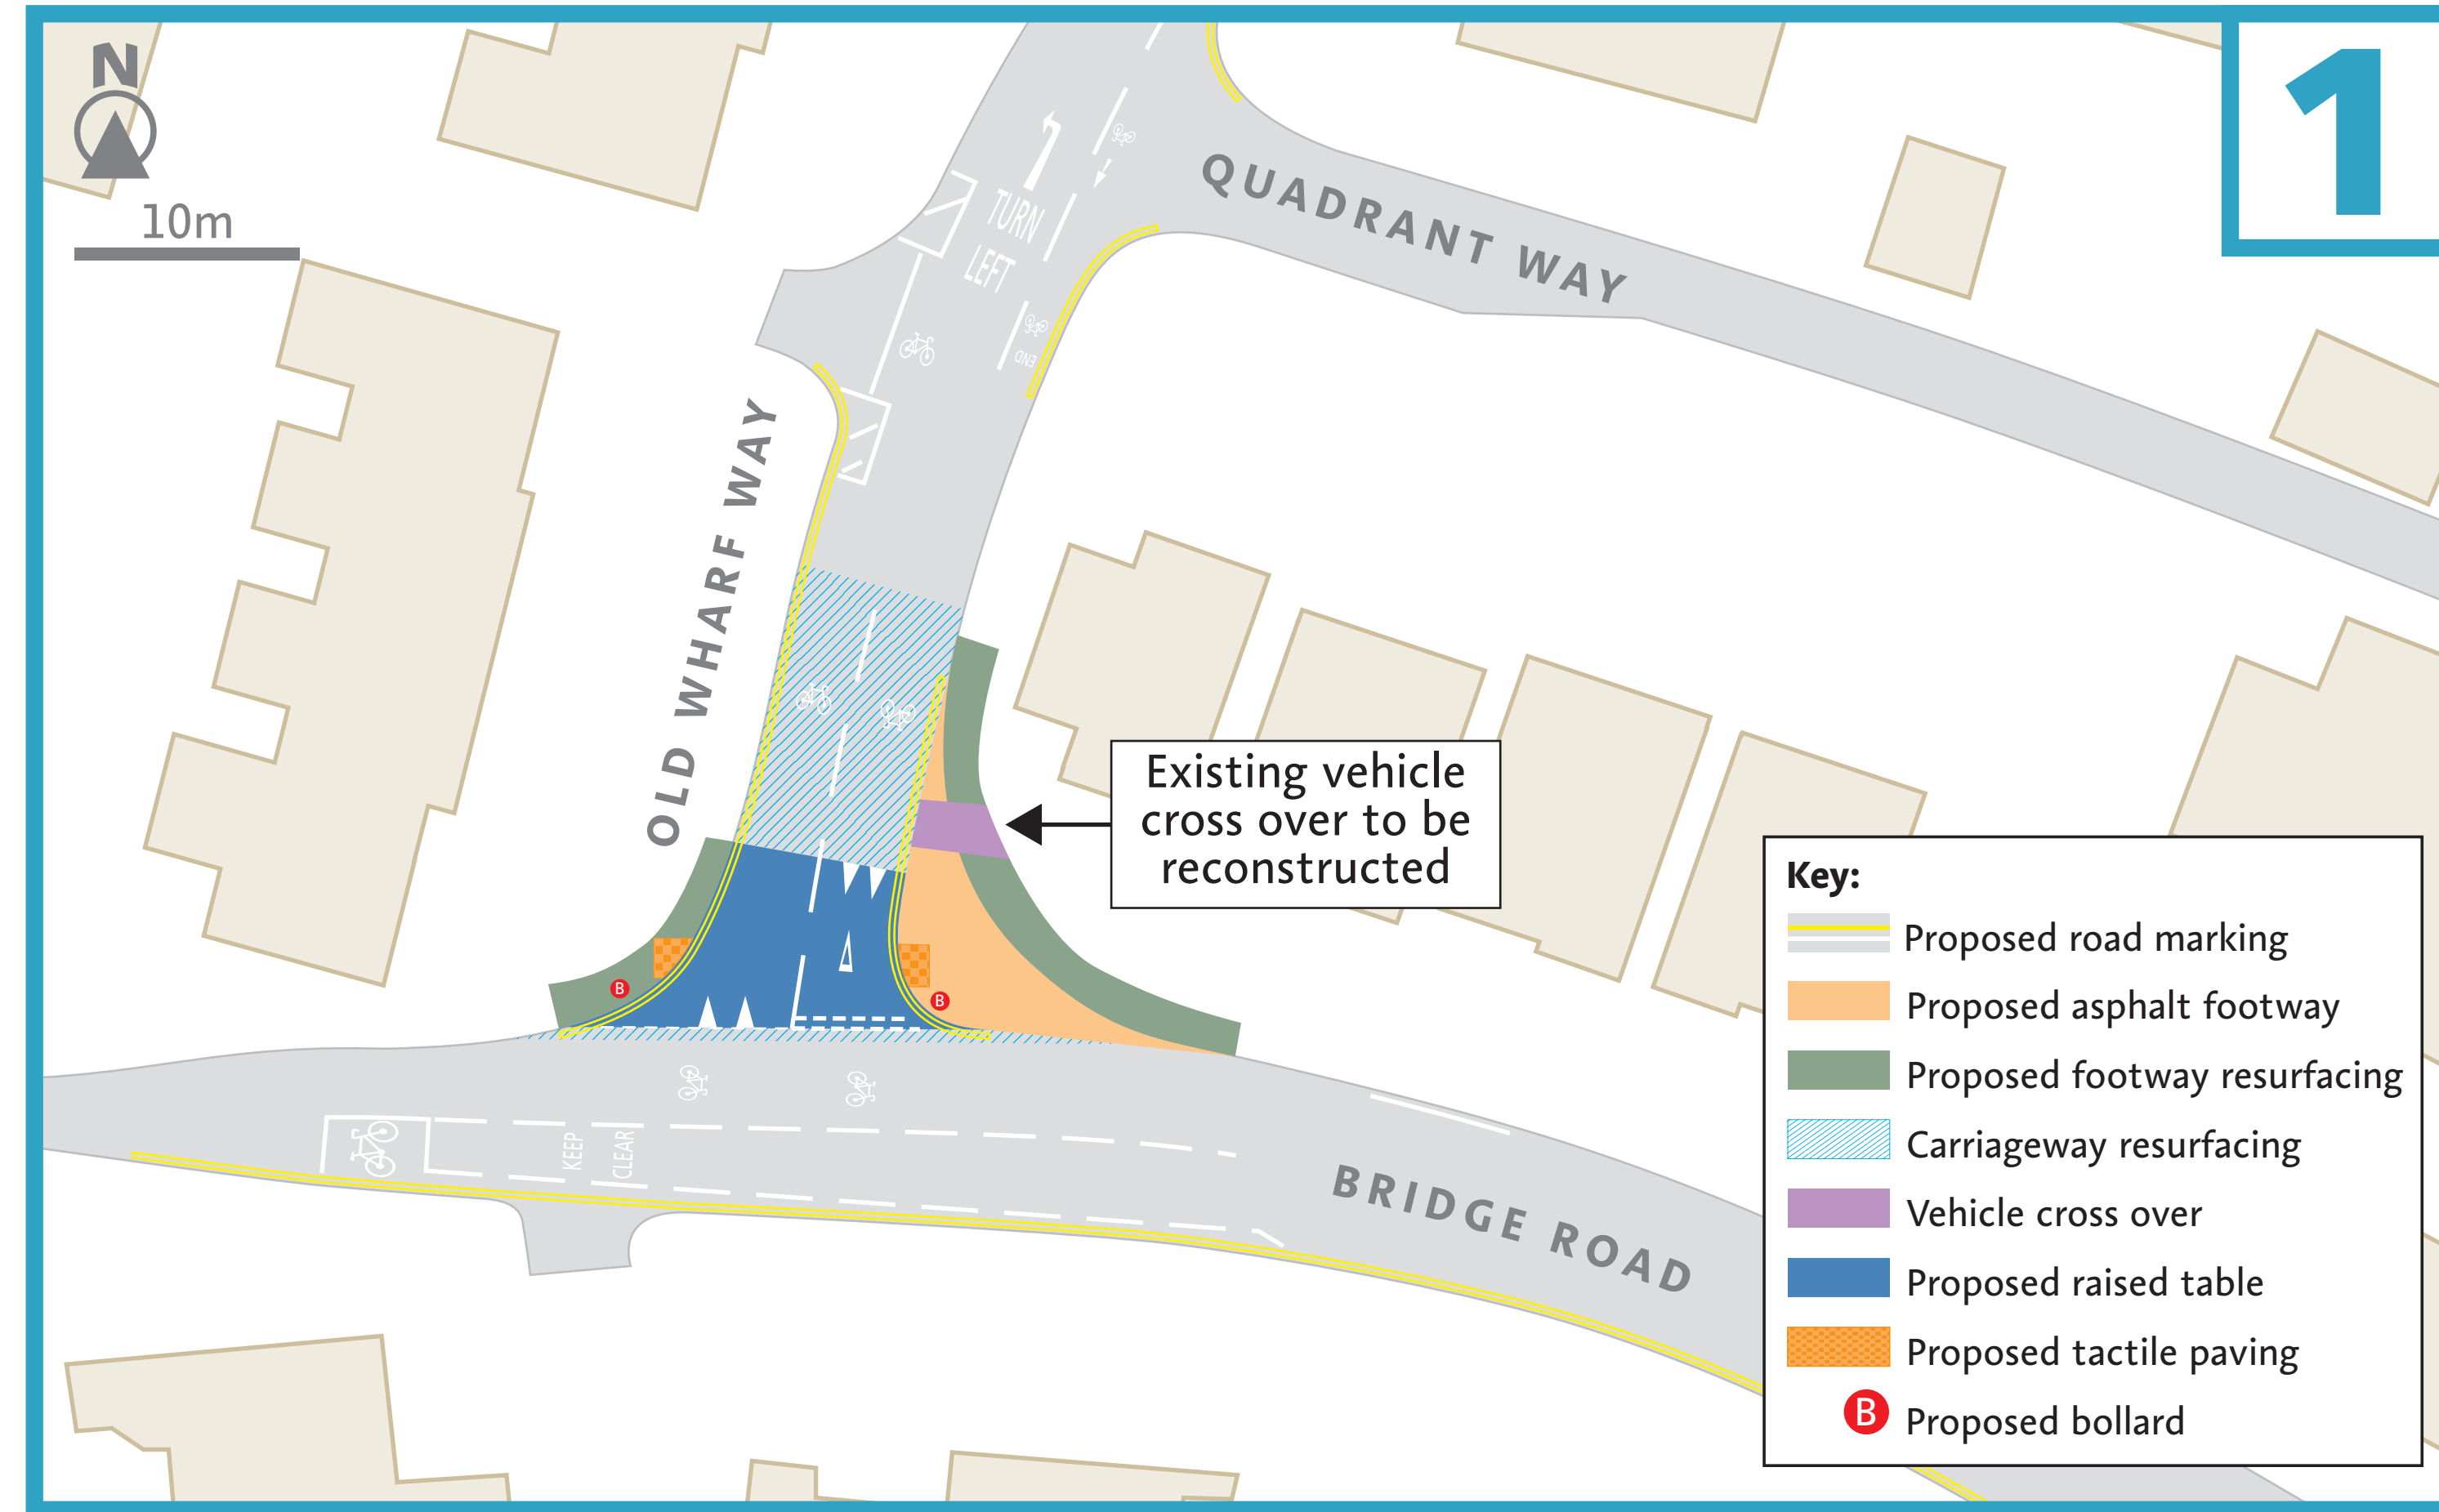 N
10m
1
QUADRANT WAY
TURN
LEFT
END
OLD WHARF WAY
Existing vehicle
cross over to be
reconstructed
B
B
KEEP
CLEAR
BRIDGE ROAD
Key:
Proposed road marking
Proposed asphalt footway
Proposed footway resurfacing
Carriageway resurfacing
Vehicle cross over
Proposed raised table
Proposed tactile paving
B Proposed bollard